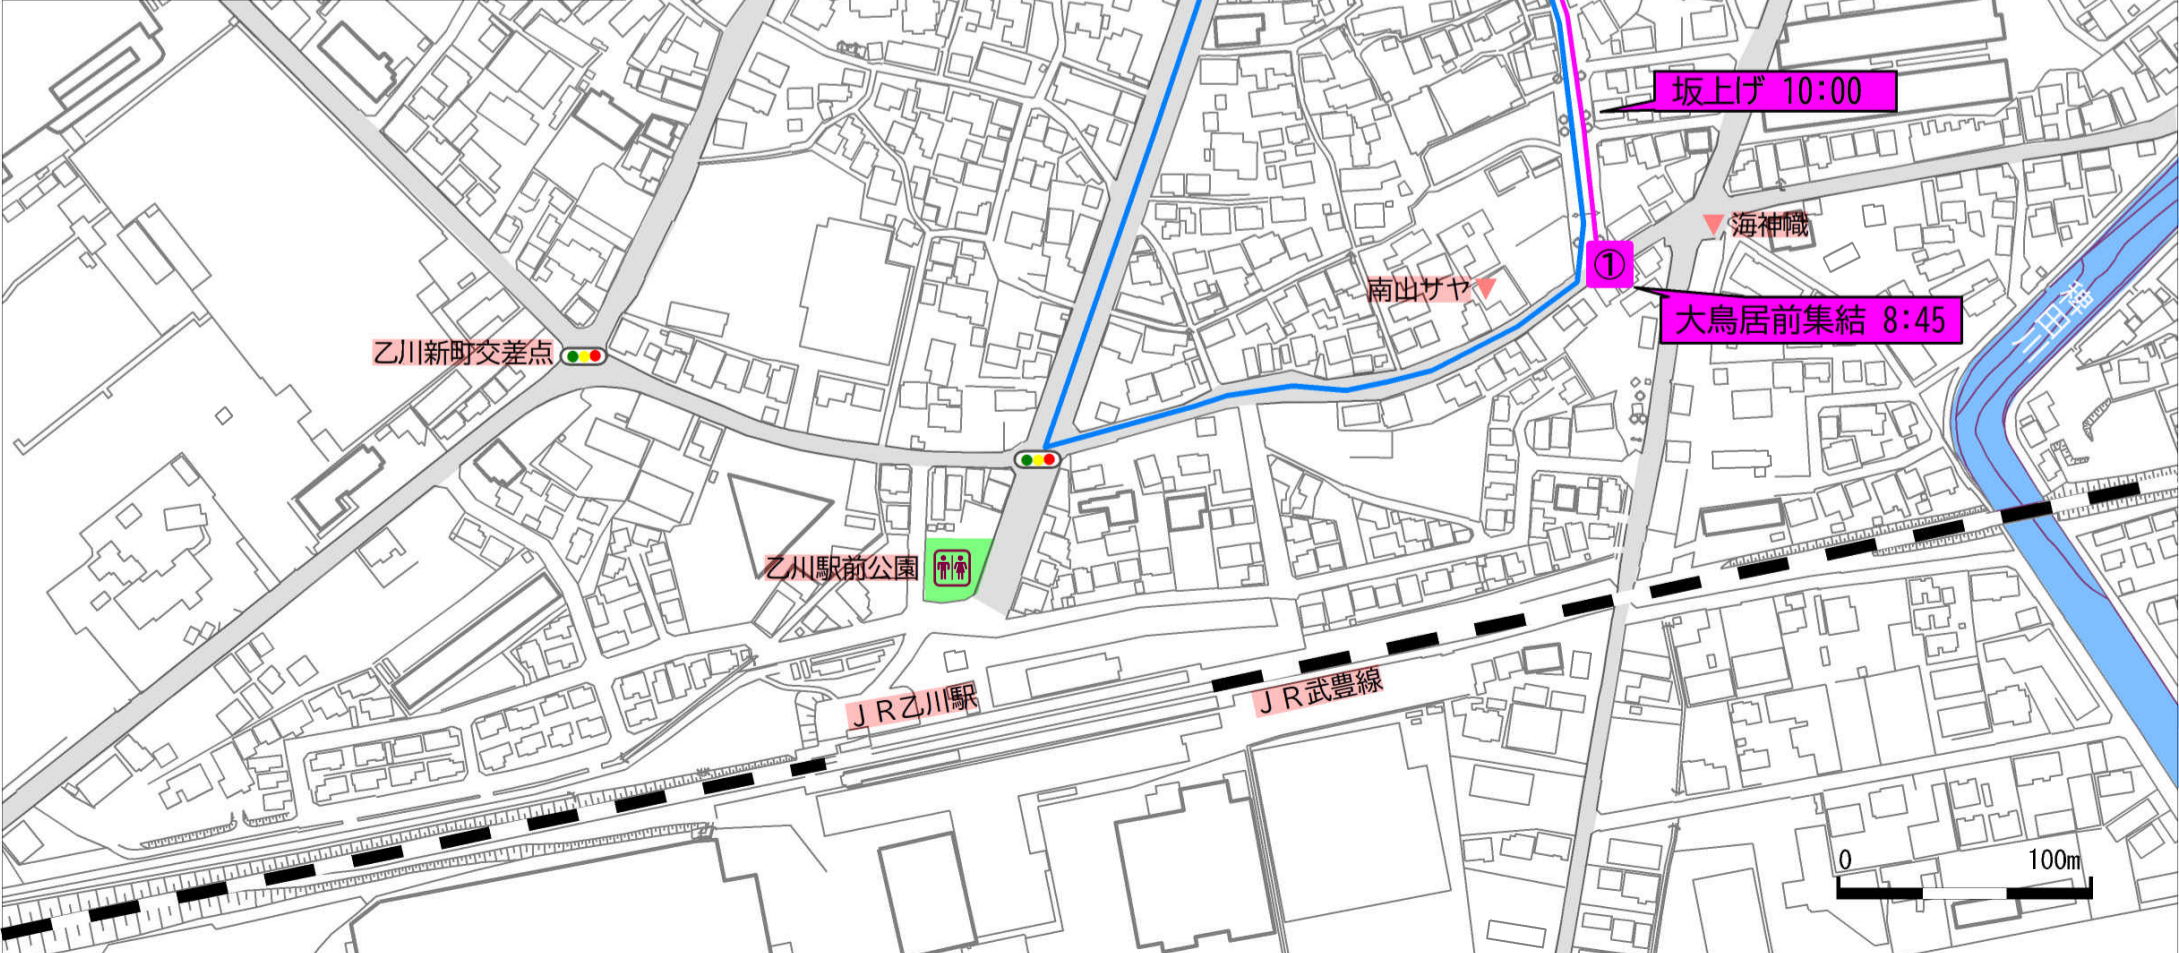 坂上げ 10:00
海神幟
①
南山サヤ
大鳥居前集結 8:45
稗田川
乙川新町交差点
乙川駅前公園
ＪＲ乙川駅
ＪＲ武豊線
0 100m